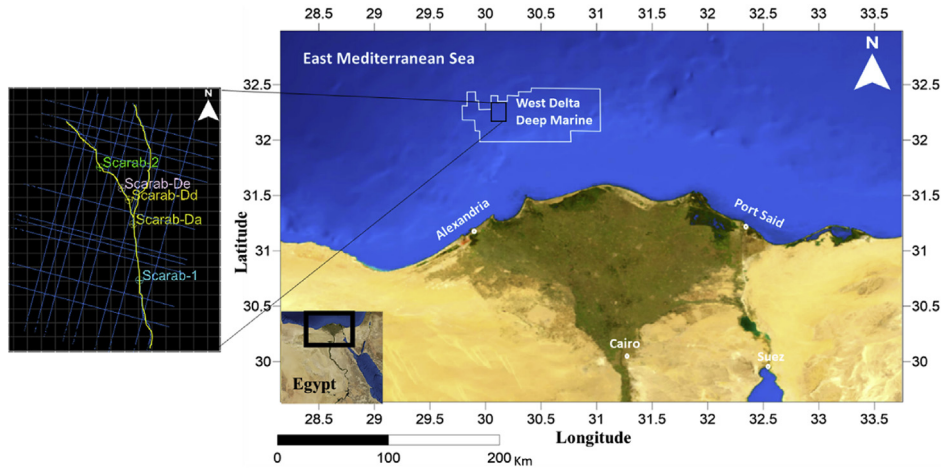 28.5 29 29.5 30 30.5 31 31.5 32 32.5 33 33.5
East Mediterranean Sea
N
32.5
32
31.5
31
30.5
30
Latitude
32.5
32
31.5
31
30.5
30
West Delta
Deep Marine
Alexandria
Port Said
Cairo
Suez
Egypt
N
Scarab-2
Scarab-De
Scarab-Dd
Scarab-Da
Scarab-1
28.5 29 29.5 30 30.5 31 31.5 32 32.5 33 33.5
Longitude
0 100 200 Km